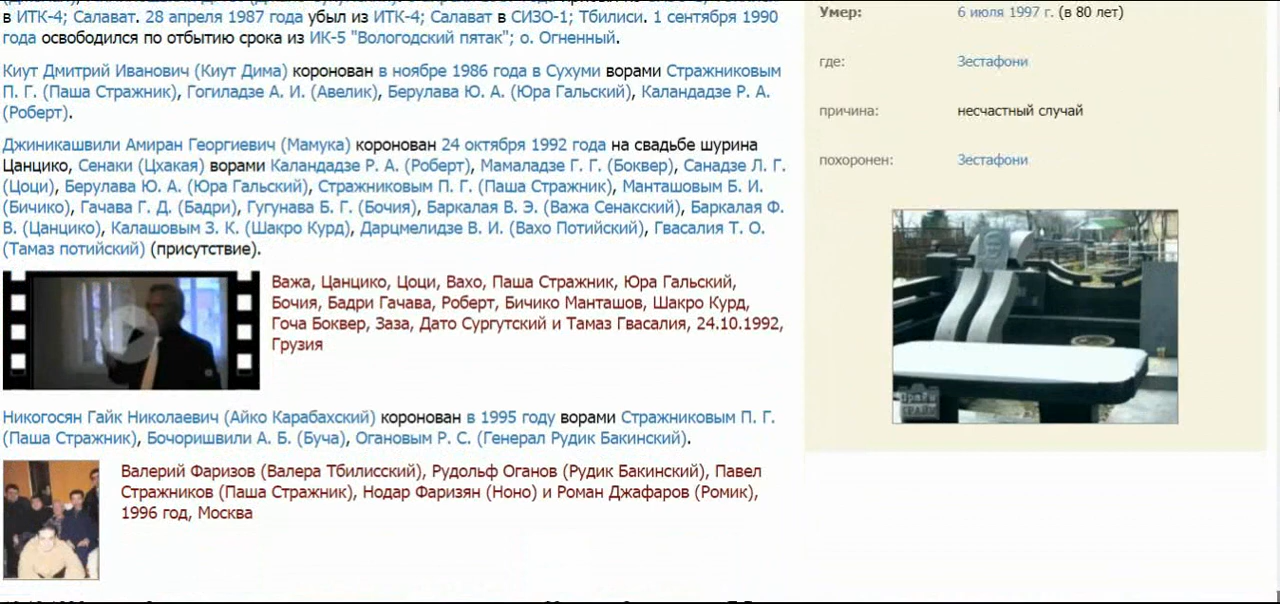 в ИТК-4; Салават. 28 апреля 1987 года убыл из ИТК-4; Салават в СИЗО-1; Тбилиси. 1 сентября 1990
года освободился по отбытию срока из ИК-5 "Вологодский пятак"; о. Огненный.
Киут Дмитрий Иванович (Киут Дима) коронован в ноябре 1986 года в Сухуми ворами Стражниковым
П. Г. (Паша Стражник), Гогиладзе А. И. (Авелик), Берулава Ю. А. (Юра Гальский), Каландадзе Р. А.
(Роберт).
Джиникашвили Амиран Георгиевич (Мамука) коронован 24 октября 1992 года на свадьбе шурина
Цанцико, Сенаки (Цхакая) ворами Каландадзе Р. А. (Роберт), Мамаладзе Г. Г. (Боквер), Санадзе Л. Г.
(Цоци), Берулава Ю. А. (Юра Гальский), Стражниковым П. Г. (Паша Стражник), Манташовым Б. И.
(Бичико), Гачава Г. Д. (Бадри), Гугунава Б. Г. (Бочия), Баркалая В. Э. (Важа Сенакский), Баркалая Ф.
В. (Цанцико), Калашовым З. К. (Шакро Курд), Дарцмелидзе В. И. (Вахо Потийский), Гвасалия Т. О.
(Тамаз потийский) (присутствие).
Важа, Цанцико, Цоци, Вахо, Паша Стражник, Юра Гальский,
Бочия, Бадри Гачава, Роберт, Бичико Манташов, Шакро Курд,
Гоча Боквер, Заза, Дато Сургутский и Тамаз Гвасалия, 24.10.1992,
Грузия
Никогосян Гайк Николаевич (Айко Карабахский) коронован в 1995 году ворами Стражниковым П. Г.
(Паша Стражник), Бочоришвили А. Б. (Буча), Огановым Р. С. (Генерал Рудик Бакинский).
Валерий Фаризов (Валера Тбилисский), Рудольф Оганов (Рудик Бакинский), Павел
Стражников (Паша Стражник), Нодар Фаризян (Ноно) и Роман Джафаров (Ромик),
1996 год, Москва
Умер: 6 июля 1997 г. (в 80 лет)
где: Зестафони
причина: несчастный случай
похоронен: Зестафони
Прайм
КРАЙМ